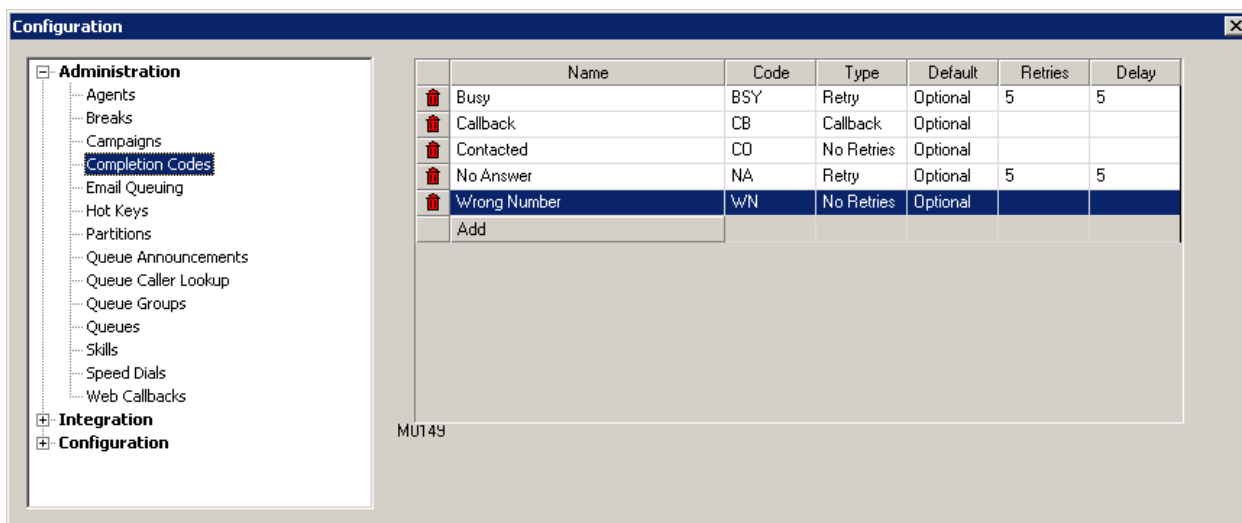 Configuration
Administration
Agents
Breaks
Campaigns
Completion Codes
Email Queuing
Hot Keys
Partitions
Queue Announcements
Queue Caller Lookup
Queue Groups
Queues
Skills
Speed Dials
Web Callbacks
Integration
Configuration
Name Code Type Default Retries Delay
Busy BSY Retry Optional 5 5
Callback CB Callback Optional
Contacted CO No Retries Optional
No Answer NA Retry Optional 5 5
Wrong Number WN No Retries Optional
Add
M0149